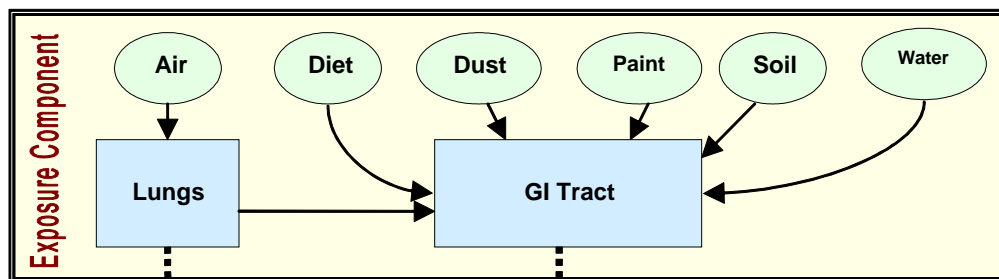 Exposure Component
Air
Diet
Dust
Paint
Soil
Water
Lungs
GI Tract